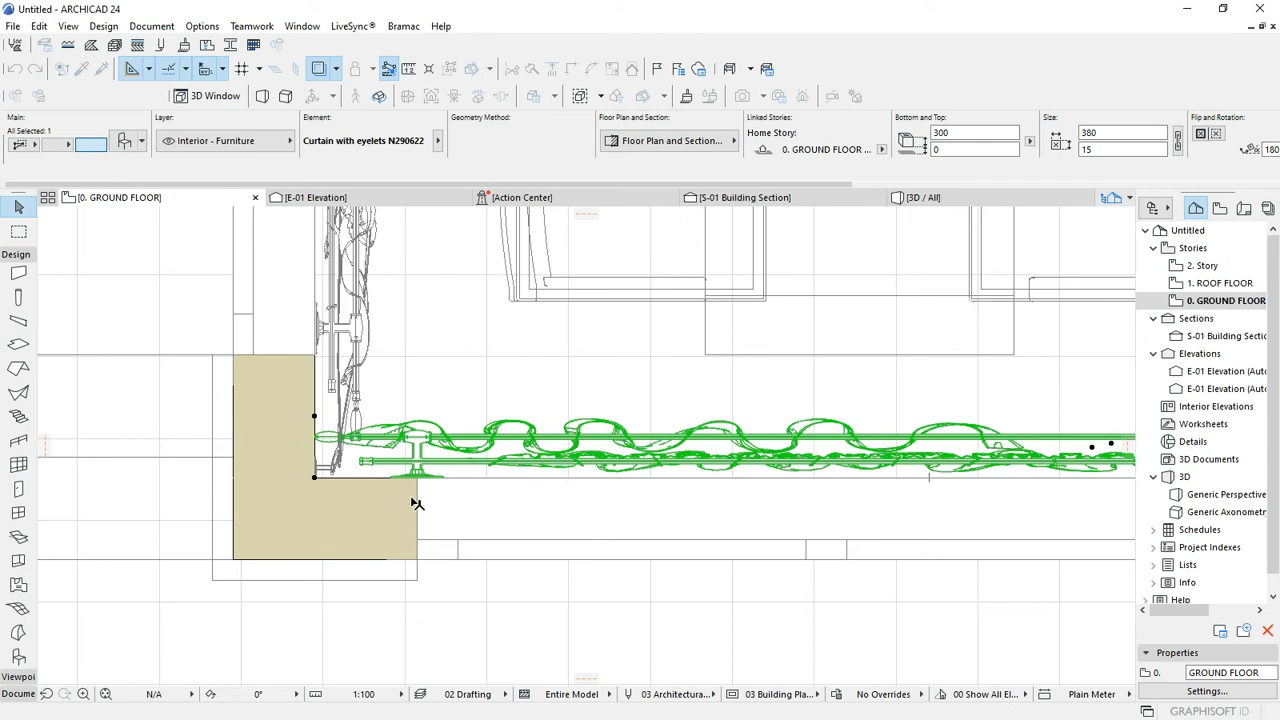 Untitled - ARCHICAD 24
File Edit View Design Document Options Teamwork Window LiveSync® Bramac Help
3D Window
Main:
All Selected: 1
Layer:
Interior - Furniture
Element:
Curtain with eyelets N290622
Geometry Method:
Floor Plan and Section:
Floor Plan and Section...
Linked Stories:
Home Story:
0. GROUND FLOOR ...
Bottom and Top:
300
0
Size:
380
15
Flip and Rotation:
180
[0. GROUND FLOOR]
[E-01 Elevation]
[Action Center]
[S-01 Building Section]
[3D / All]
Design
Viewpoi
Docume
Untitled
Stories
2. Story
1. ROOF FLOOR
0. GROUND FLOOR
Sections
S-01 Building Sectic
Elevations
E-01 Elevation (Aut
E-01 Elevation (Aut
Interior Elevations
Worksheets
Details
3D Documents
3D
Generic Perspective
Generic Axonometr
Schedules
Project Indexes
Lists
Info
Help
Properties
0. GROUND FLOOR
Settings...
N/A 0° 1:100 02 Drafting Entire Model 03 Architectura... 03 Building Pla... No Overrides 00 Show All El... Plain Meter
GRAPHISOFT ID